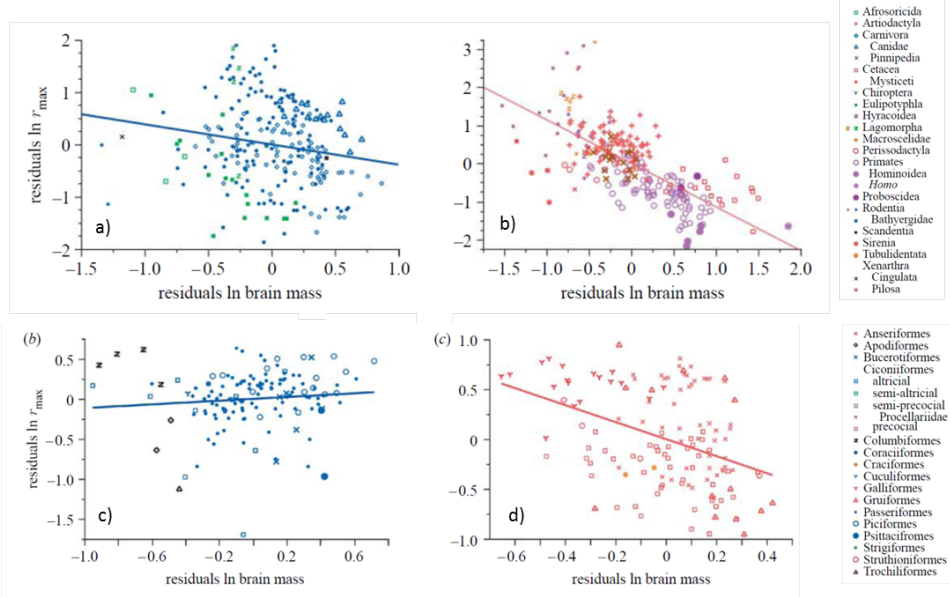 2
1
0
−1
−2
residuals ln r max
a)
−1.5
−1.0
−0.5
0
0.5
1.0
residuals ln brain mass
3
2
1
0
−1
−2
b)
−1.5
−1.0
−0.5
0
0.5
1.0
1.5
2.0
residuals ln brain mass
Afrosoricida
Artiodactyla
Carnivora
Canidae
Pinnipedia
Cetacea
Mysticeti
Chiroptera
Eulipotyphla
Hyracoidea
Lagomorpha
Macroscelidae
Perissodactyla
Primates
Hominoidea
Homo
Proboscidea
Rodentia
Bathyergidae
Scandentia
Sirenia
Tubulidentata
Xenarthra
Cingulata
Pilosa
(b)
0.5
0
−0.5
−1.0
−1.5
residuals ln r max
c)
−1.0
−0.6
−0.2
0.2
0.6
residuals ln brain mass
(c)
1.0
0.5
0
−0.5
−1.0
d)
−0.6
−0.4
−0.2
0
0.2
0.4
residuals ln brain mass
Anseriformes
Apodiformes
Bucerotiformes
Ciconiiformes
altricial
semi-altricial
semi-precocial
Procellariidae
precocial
Columbiformes
Coraciiformes
Craciformes
Cuculiformes
Galliformes
Gruiformes
Passeriformes
Piciformes
Psittacifromes
Strigiformes
Struthioniformes
Trochiliformes